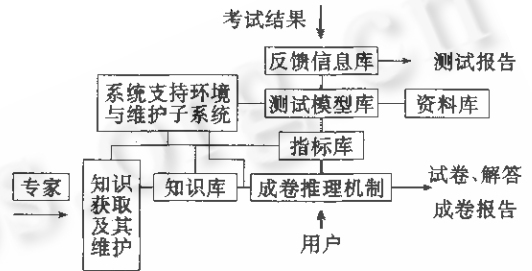 考试结果
反馈信息库
测试报告
系统支持环境
与维护子系统
测试模型库
资料库
指标库
专家
知识
获取
及其
维护
知识库
成卷推理机制
试卷、解答
成卷报告
用户